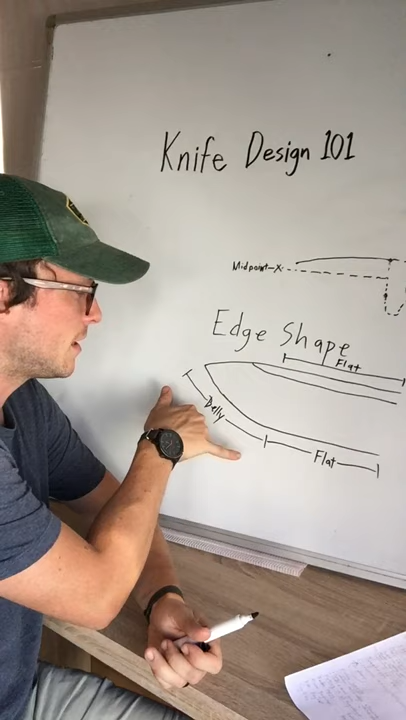 Knife Design 101
Midpoint-X
Edge Shape
Flat
Belly
Flat